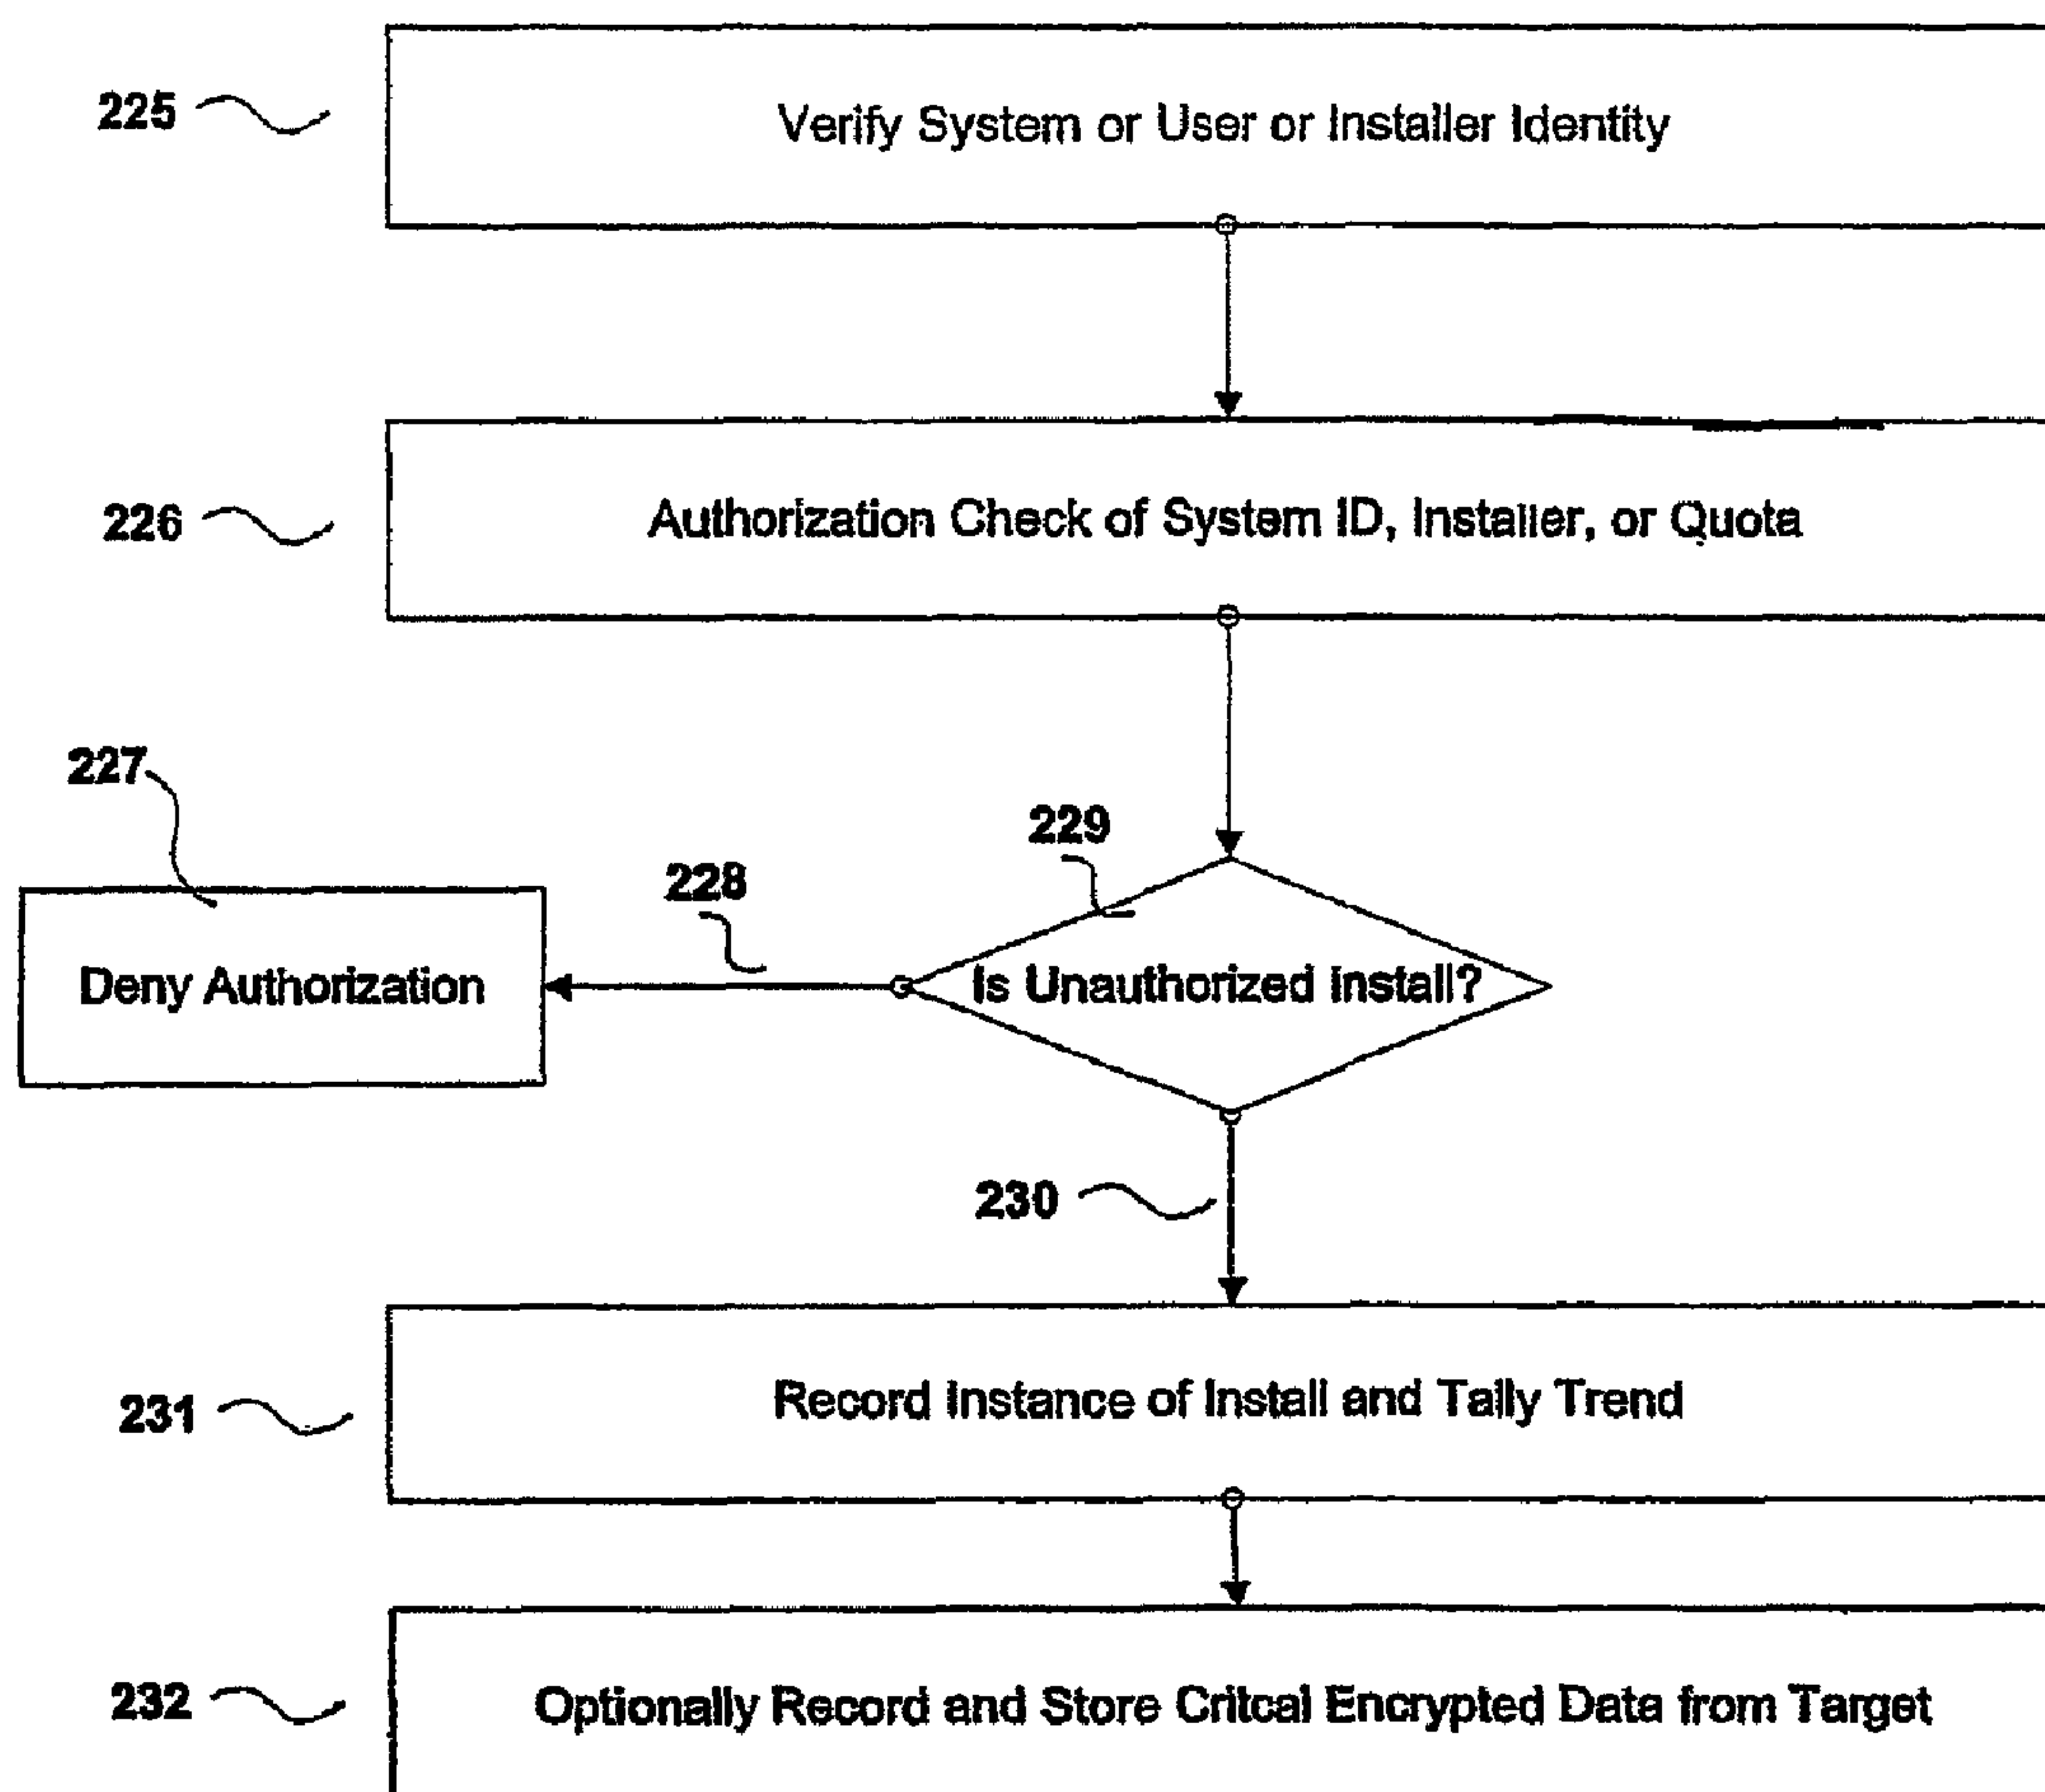 225
Verify System or User or Installer Identity
226
Authorization Check of System ID, Installer, or Quota
227
229
228
Deny Authorization
Is Unauthorized Install?
230
231
Record Instance of Install and Tally Trend
232
Optionally Record and Store Critcal Encrypted Data from Target